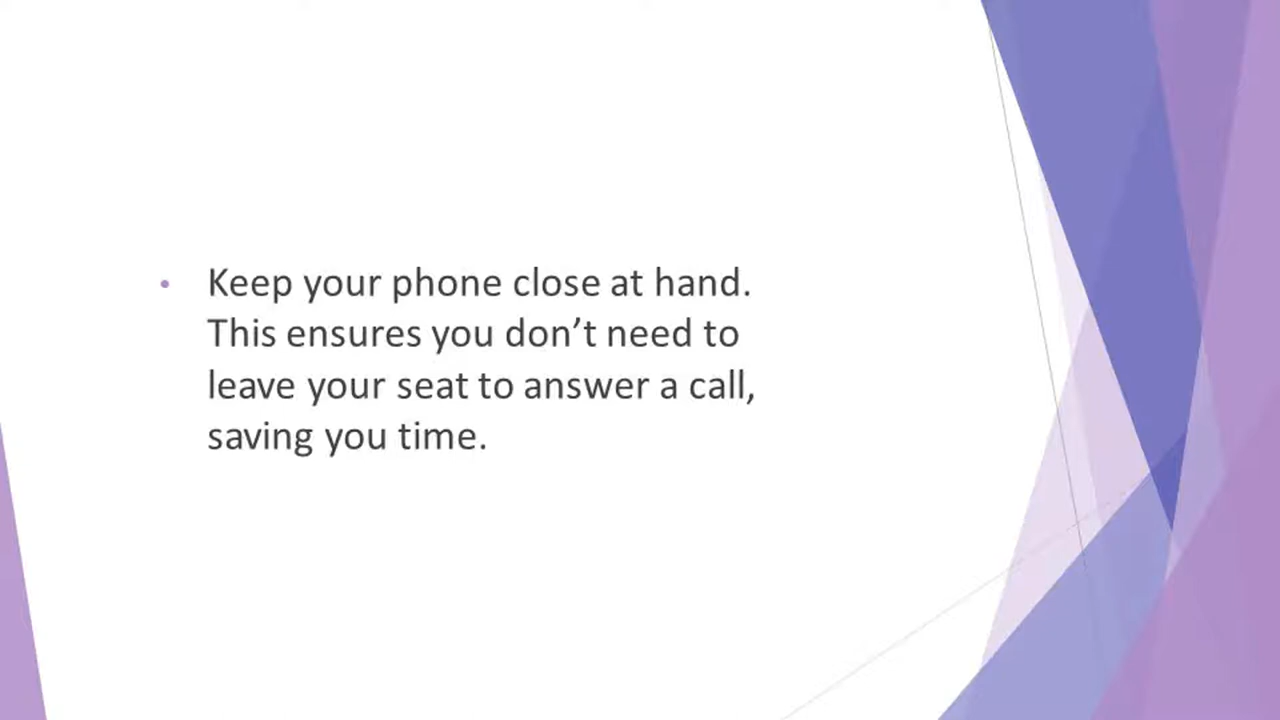 • Keep your phone close at hand.
This ensures you don’t need to
leave your seat to answer a call,
saving you time.